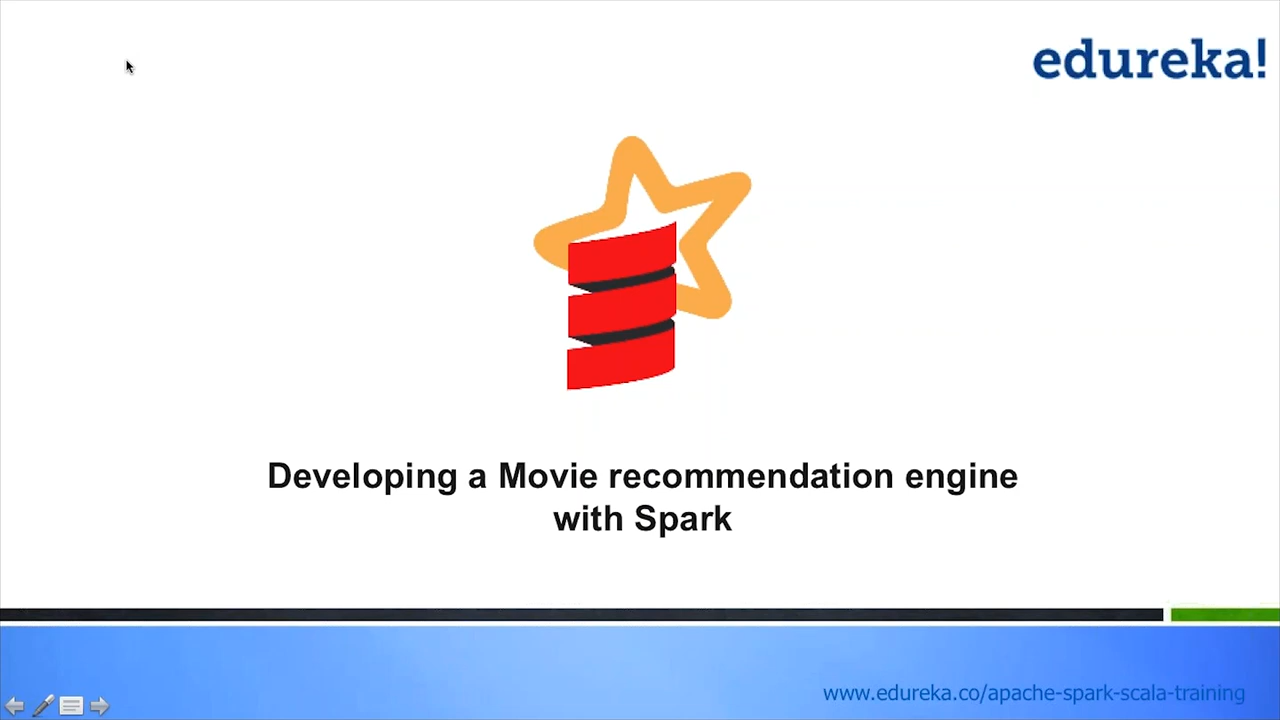 edureka!
Developing a Movie recommendation engine
with Spark
www.edureka.co/apache-spark-scala-training